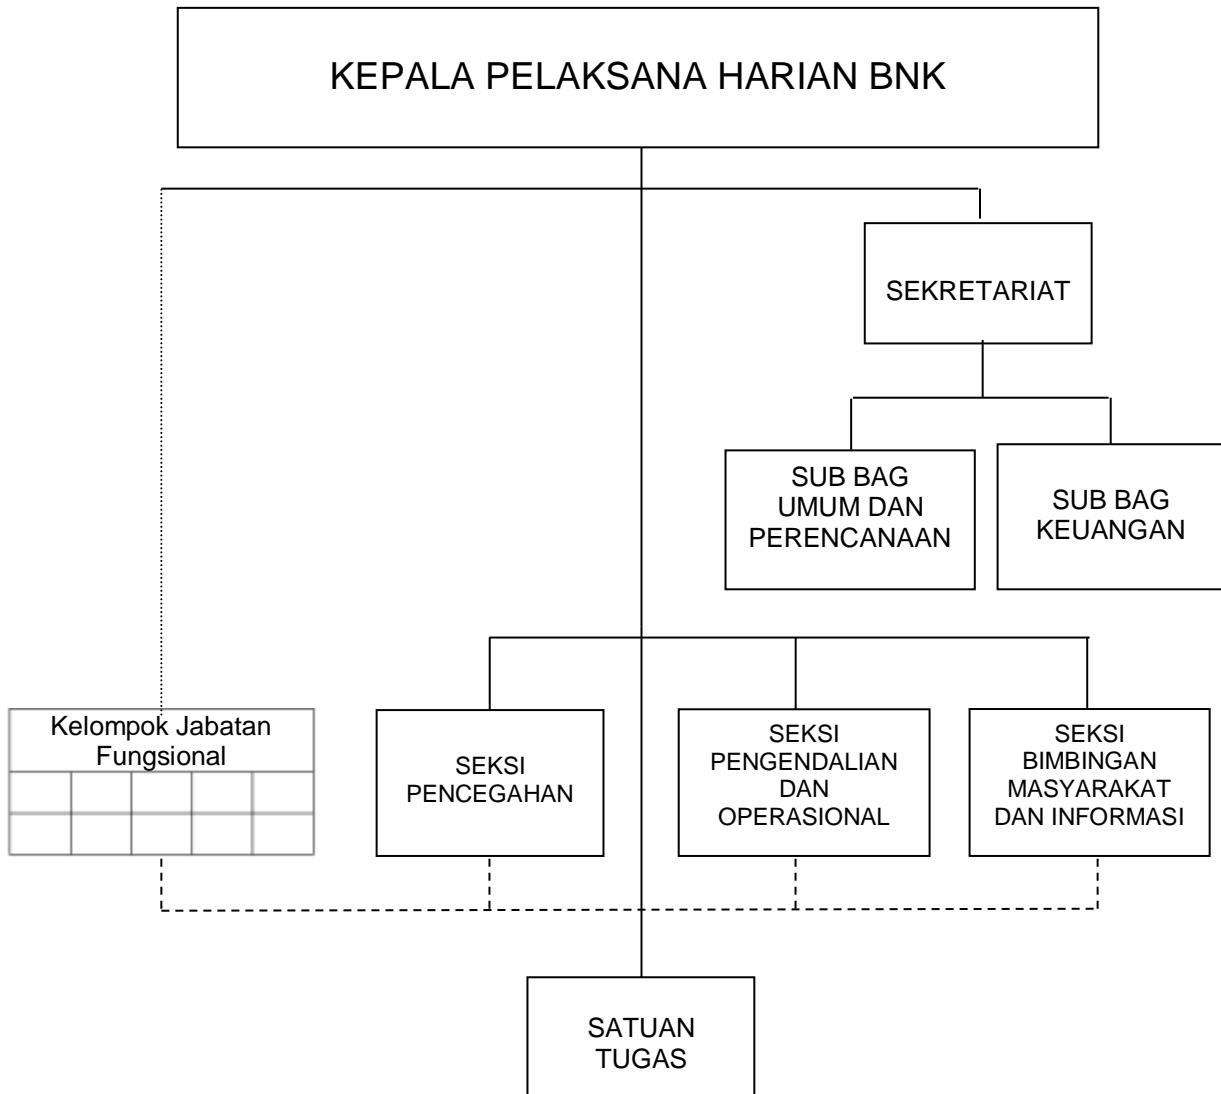 KEPALA PELAKSANA HARIAN BNK
SEKRETARIAT
SUB BAG
UMUM DAN
PERENCANAAN
SUB BAG
KEUANGAN
Kelompok Jabatan
Fungsional
SEKSI
PENCEGAHAN
SEKSI
PENGENDALIAN
DAN
OPERASIONAL
SEKSI
BIMBINGAN
MASYARAKAT
DAN INFORMASI
SATUAN
TUGAS